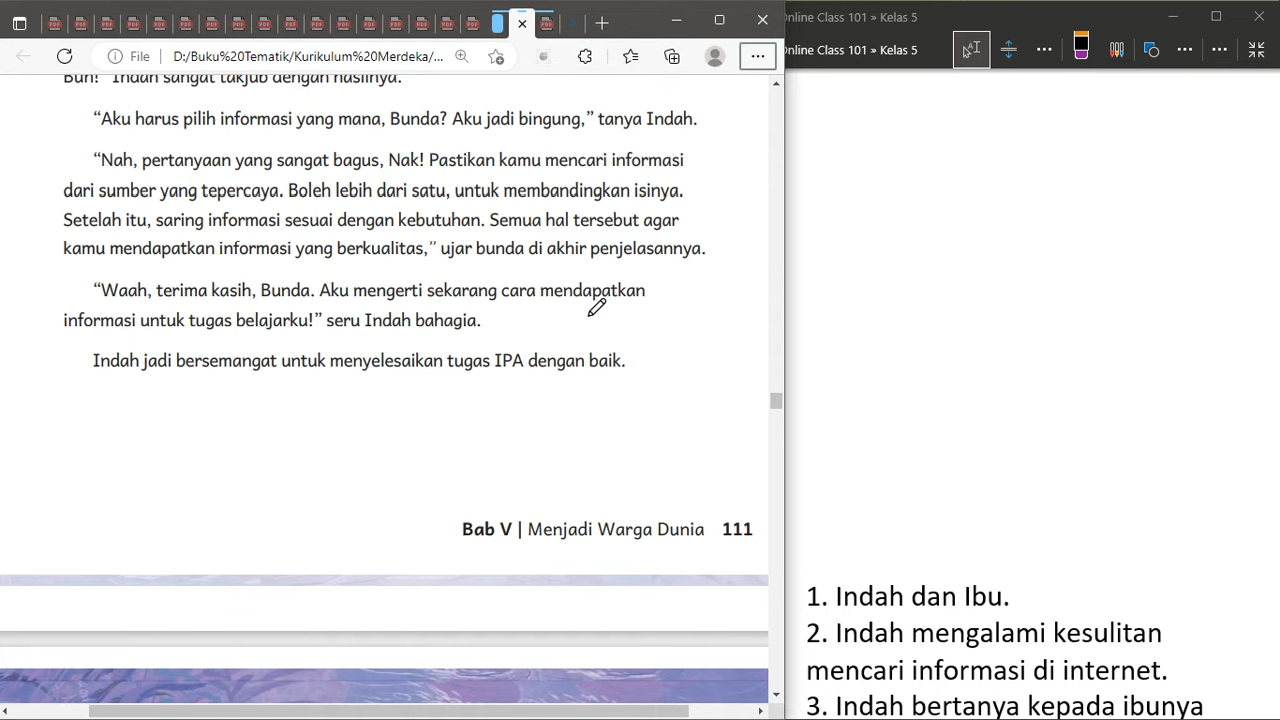 File D:/Buku%20Tematik/Kurikulum%20Merdeka/...
Online Class 101 » Kelas 5
Online Class 101 » Kelas 5
Buh!” Indah sangat takjub dengan hasilnya.
“Aku harus pilih informasi yang mana, Bunda? Aku jadi bingung,” tanya Indah.
“Nah, pertanyaan yang sangat bagus, Nak! Pastikan kamu mencari informasi
dari sumber yang tepercaya. Boleh lebih dari satu, untuk membandingkan isinya.
Setelah itu, saring informasi sesuai dengan kebutuhan. Semua hal tersebut agar
kamu mendapatkan informasi yang berkualitas,” ujar bunda di akhir penjelasannya.
“Waah, terima kasih, Bunda. Aku mengerti sekarang cara mendapatkan
informasi untuk tugas belajarku!” seru Indah bahagia.
Indah jadi bersemangat untuk menyelesaikan tugas IPA dengan baik.
Bab V | Menjadi Warga Dunia 111
1. Indah dan Ibu.
2. Indah mengalami kesulitan
mencari informasi di internet.
3. Indah bertanya kepada ibunya